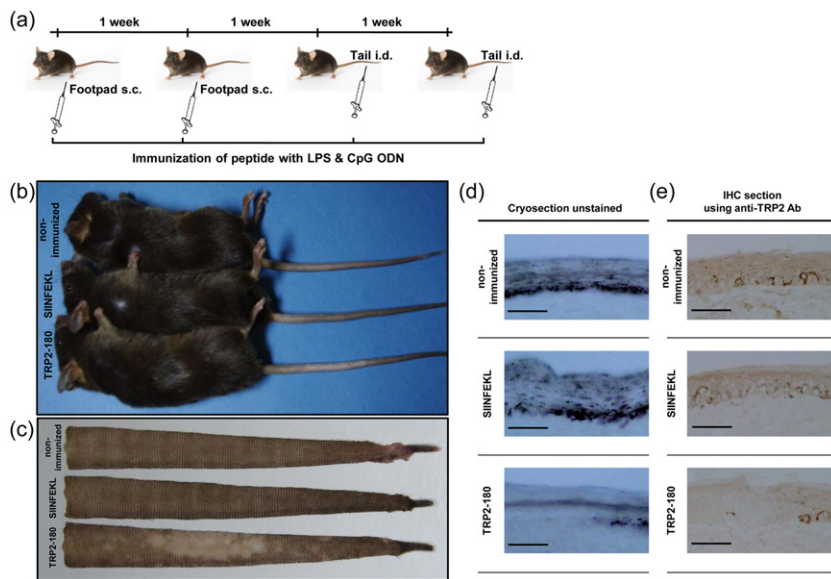 (a)
1 week 1 week 1 week
Tail i.d. Tail i.d.
Footpad s.c. Footpad s.c.
Immunization of peptide with LPS & CpG ODN
(b)
non-
immunized
SIINFEKL
TRP2-180
(c)
non-
immunized
SIINFEKL
TRP2-180
(d)
Cryosection unstained
non-
immunized
SIINFEKL
TRP2-180
(e)
IHC section
using anti-TRP2 Ab
non-
immunized
SIINFEKL
TRP2-180